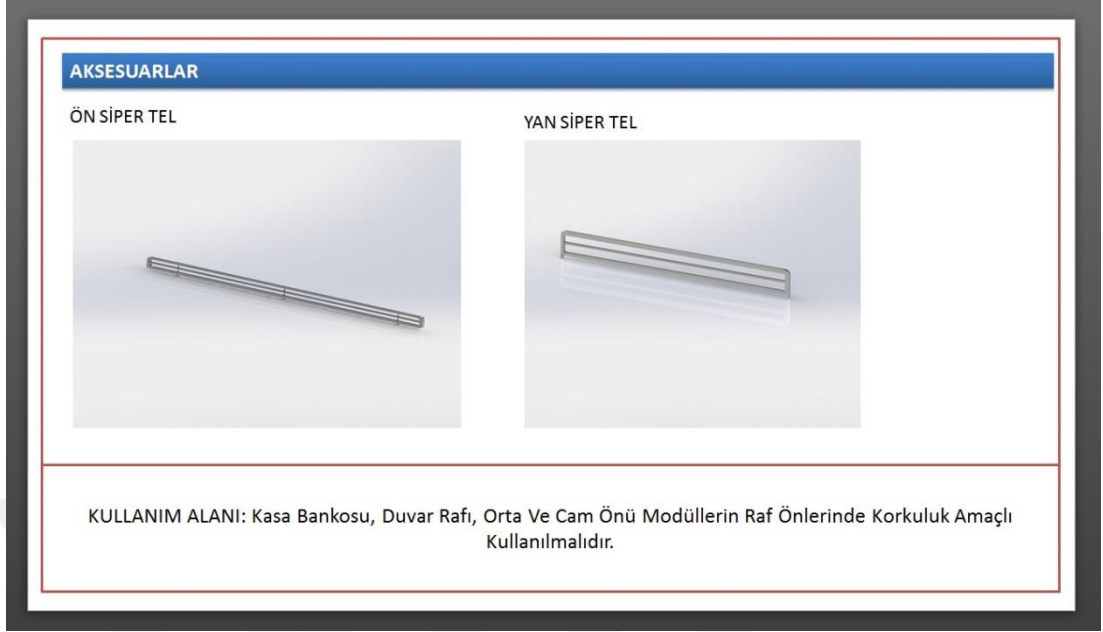 AKSESUARLAR
ÖN SİPER TEL
YAN SİPER TEL
KULLANIM ALANI: Kasa Bankosu, Duvar Rafı, Orta Ve Cam Önü Modüllerin Raf Önlerinde Korkuluk Amaçlı
Kullanılmalıdır.